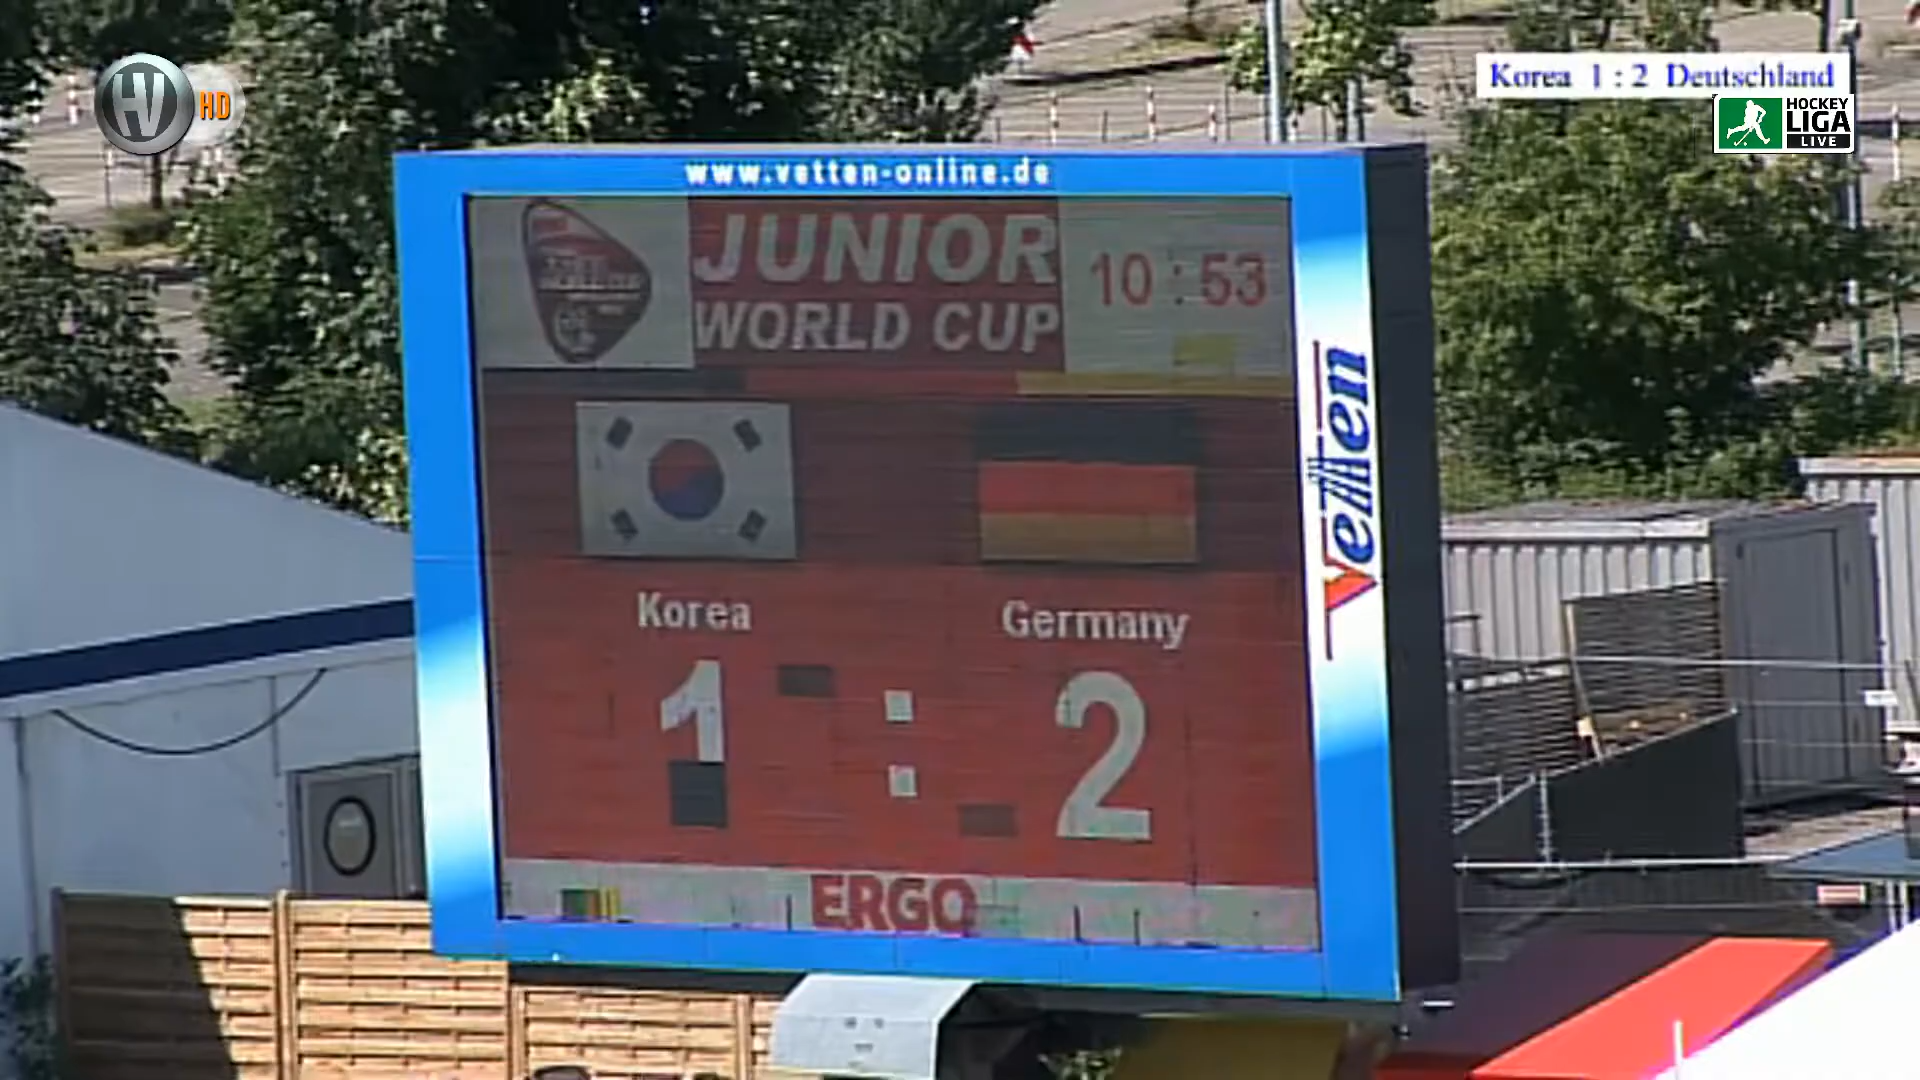 HV HD
Korea 1 : 2 Deutschland
HOCKEY
LIGA
LIVE
www.vetten-online.de
JUNIOR
WORLD CUP
10 : 53
Vetten
Korea
Germany
1 : 2
ERGO